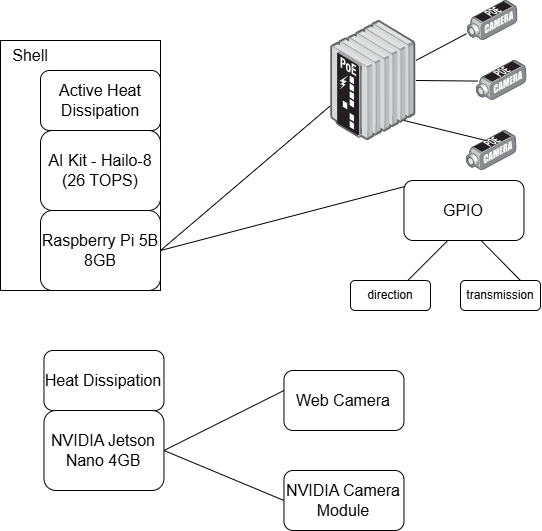 Shell
Active Heat
Dissipation
AI Kit - Hailo-8
(26 TOPS)
Raspberry Pi 5B
8GB
PoE
POE
CAMERA
POE
CAMERA
POE
CAMERA
GPIO
direction
transmission
Heat Dissipation
NVIDIA Jetson
Nano 4GB
Web Camera
NVIDIA Camera
Module